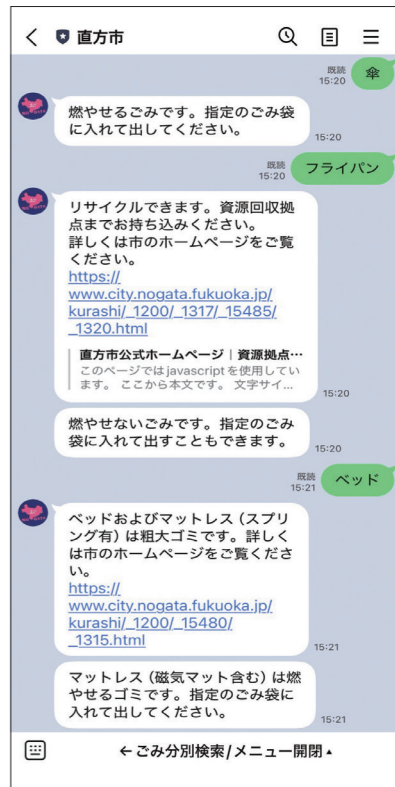 直方市
既読
15:20
傘
燃やせるごみです。指定のごみ袋
に入れて出してください。
15:20
既読
15:20
フライパン
リサイクルできます。資源回収拠
点までお持ち込みください。
詳しくは市のホームページをご覧
ください。
https://
www.city.nogata.fukuoka.jp/
kurashi/_1200/_1317/_15485/
_1320.html
直方市公式ホームページ｜資源拠点…
このページではjavascriptを使用してい
ます。 ここから本文です。 文字サイ…
15:20
燃やせないごみです。指定のごみ
袋に入れて出すこともできます。
15:20
既読
15:21
ベッド
ベッドおよびマットレス（スプリ
ング有）は粗大ゴミです。詳しく
は市のホームページをご覧くださ
い。
https://
www.city.nogata.fukuoka.jp/
kurashi/_1200/_15480/
_1315.html
15:21
マットレス（磁気マット含む）は燃
やせるゴミです。指定のごみ袋に
入れて出してください。
15:21
←ごみ分別検索/メニュー開閉▲